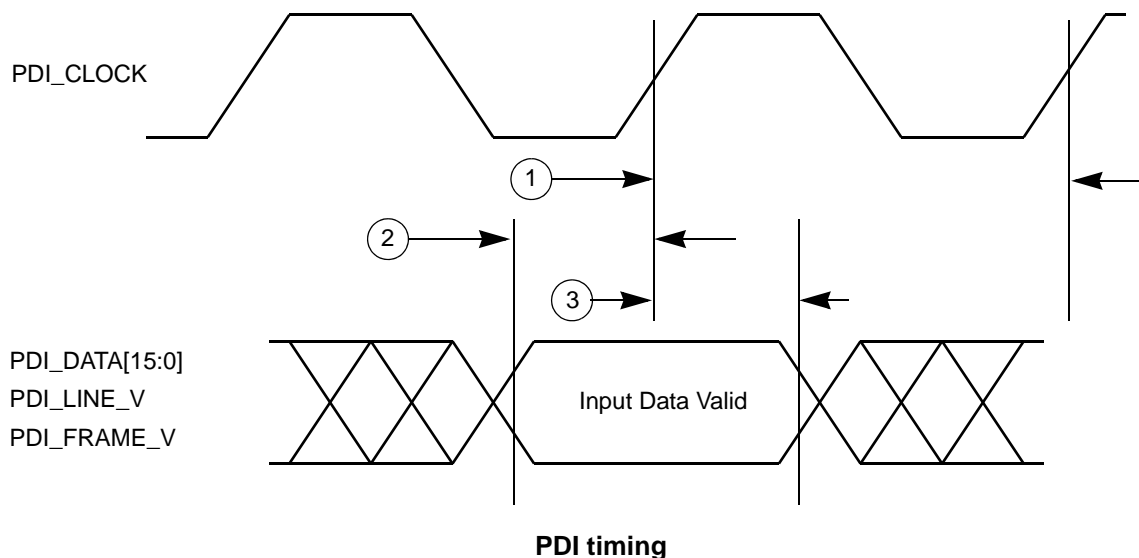 PDI_CLOCK
1
2
3
PDI_DATA[15:0]
PDI_LINE_V
Input Data Valid
PDI_FRAME_V
PDI timing